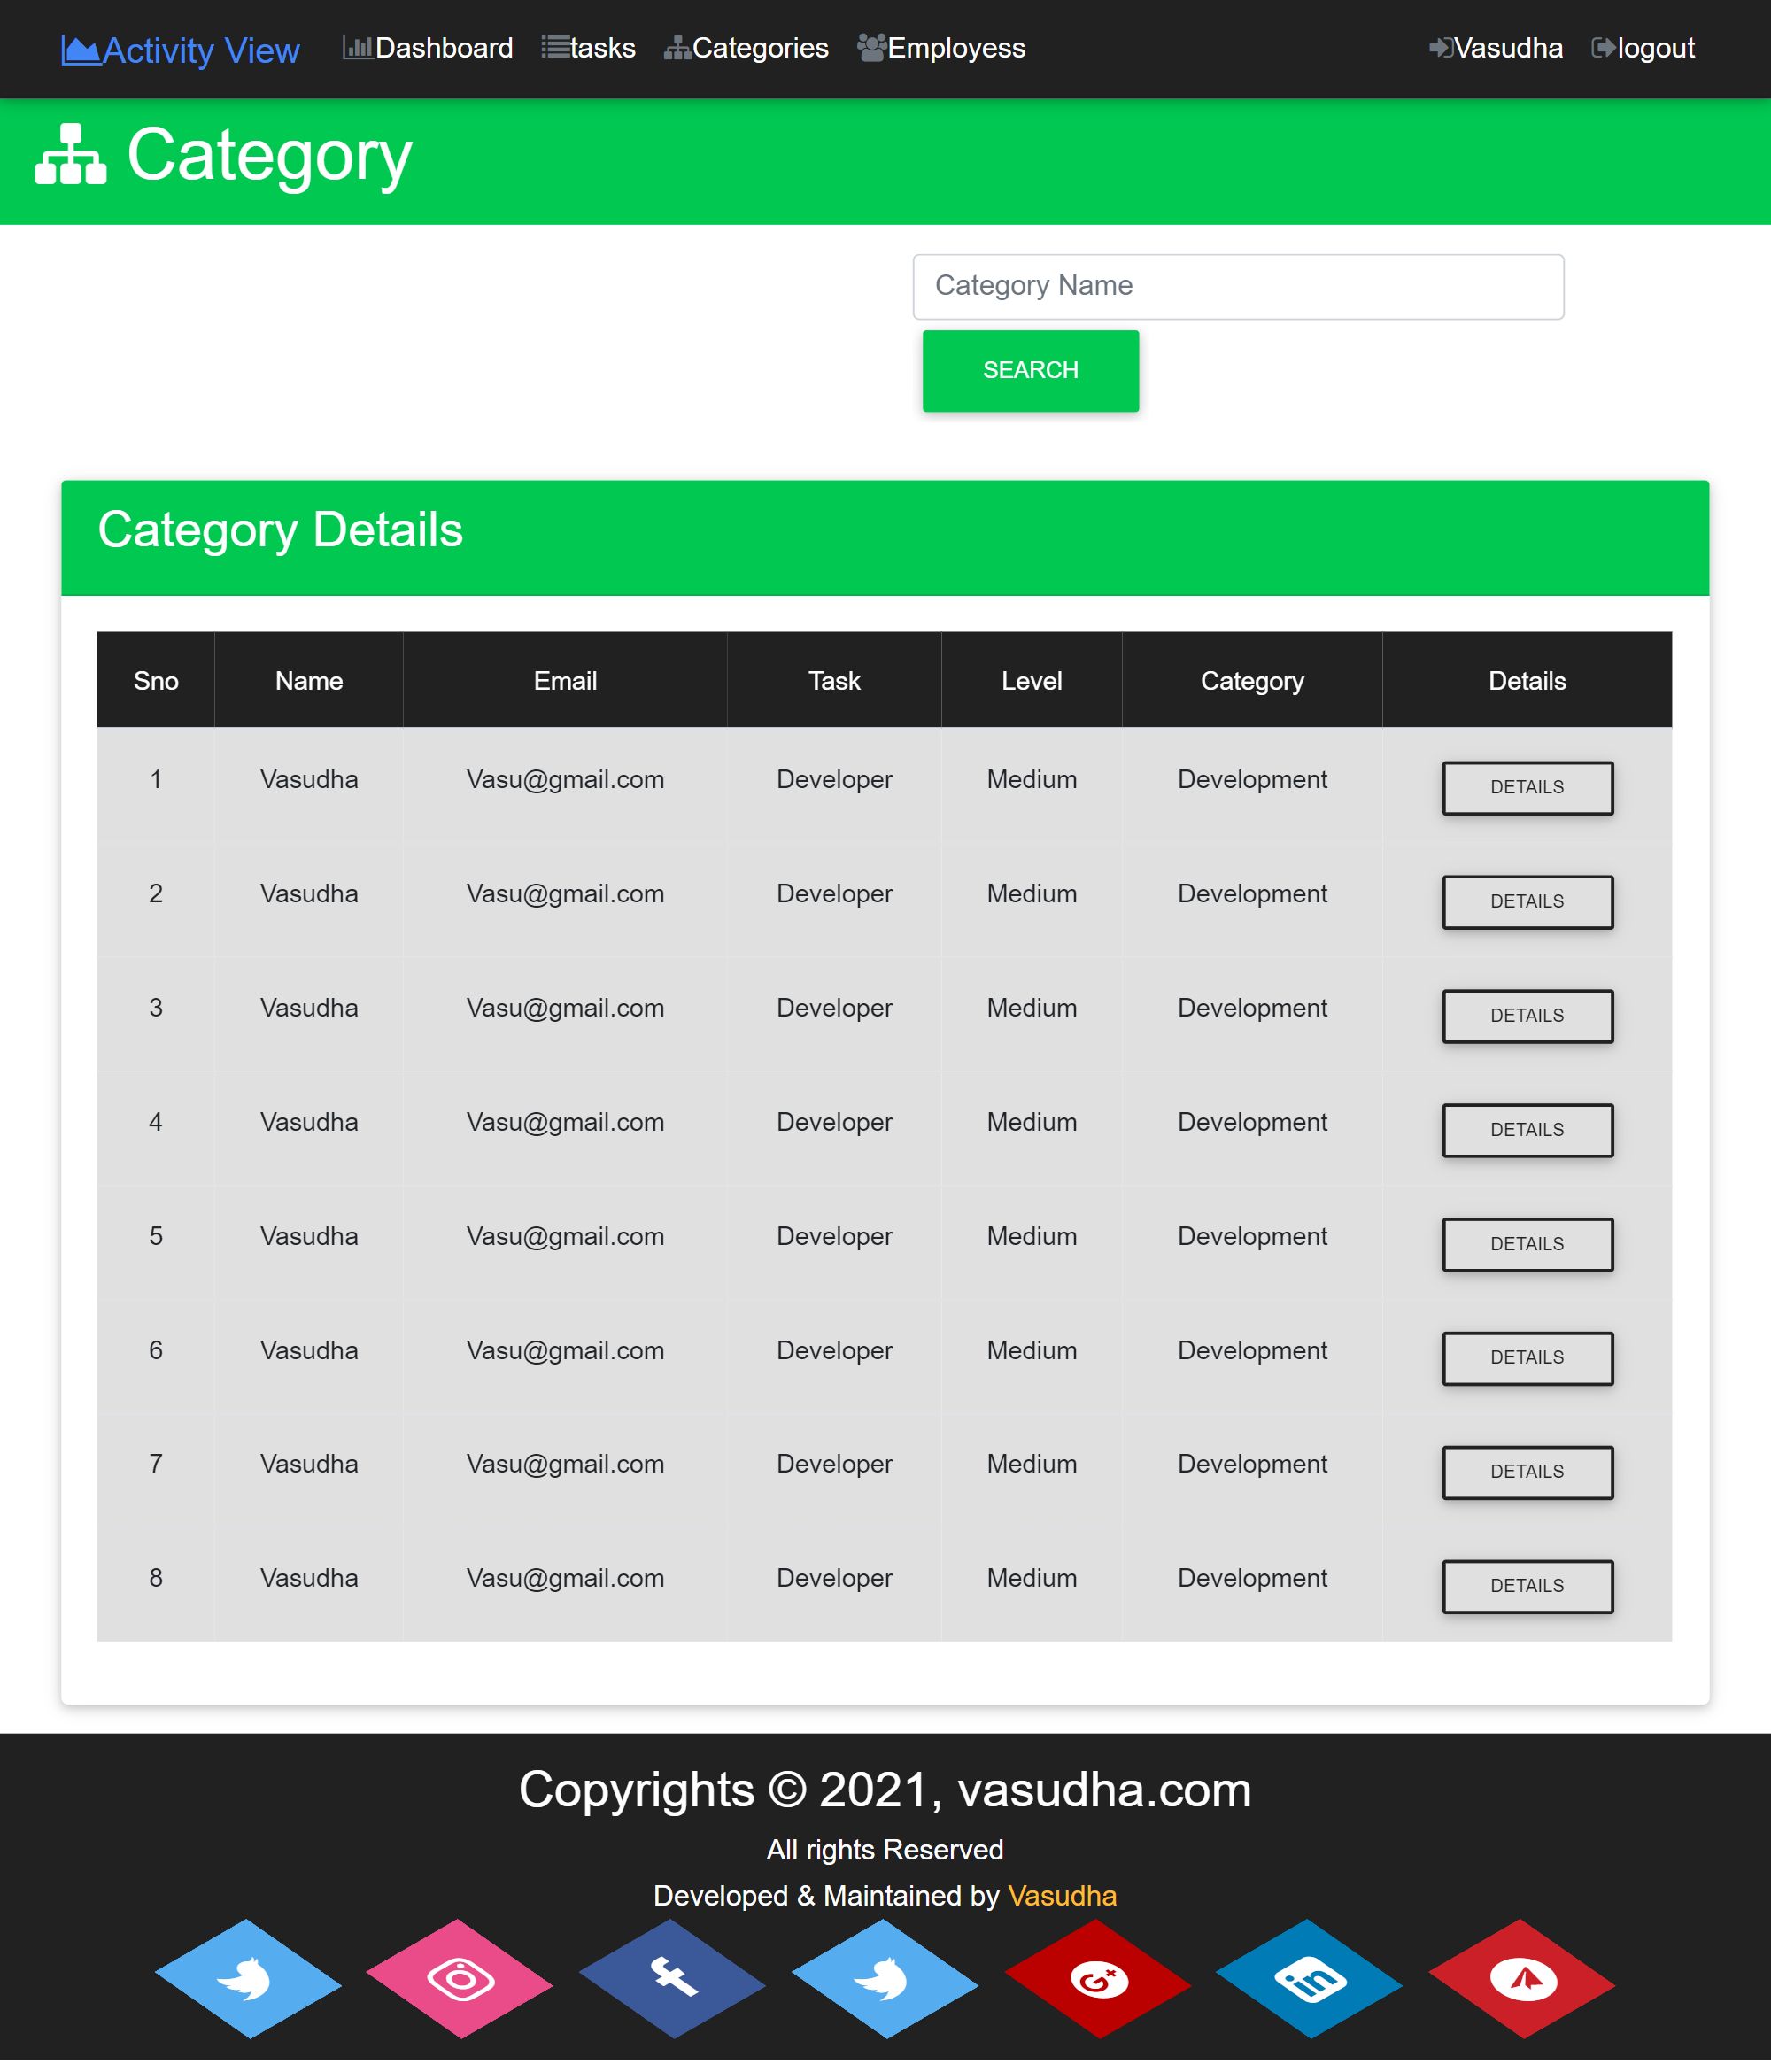 Activity View Dashboard tasks Categories Employess Vasudha logout
Category
Category Name
SEARCH
Category Details
Sno Name Email Task Level Category Details
1 Vasudha Vasu@gmail.com Developer Medium Development DETAILS
2 Vasudha Vasu@gmail.com Developer Medium Development DETAILS
3 Vasudha Vasu@gmail.com Developer Medium Development DETAILS
4 Vasudha Vasu@gmail.com Developer Medium Development DETAILS
5 Vasudha Vasu@gmail.com Developer Medium Development DETAILS
6 Vasudha Vasu@gmail.com Developer Medium Development DETAILS
7 Vasudha Vasu@gmail.com Developer Medium Development DETAILS
8 Vasudha Vasu@gmail.com Developer Medium Development DETAILS
Copyrights © 2021, vasudha.com
All rights Reserved
Developed & Maintained by Vasudha